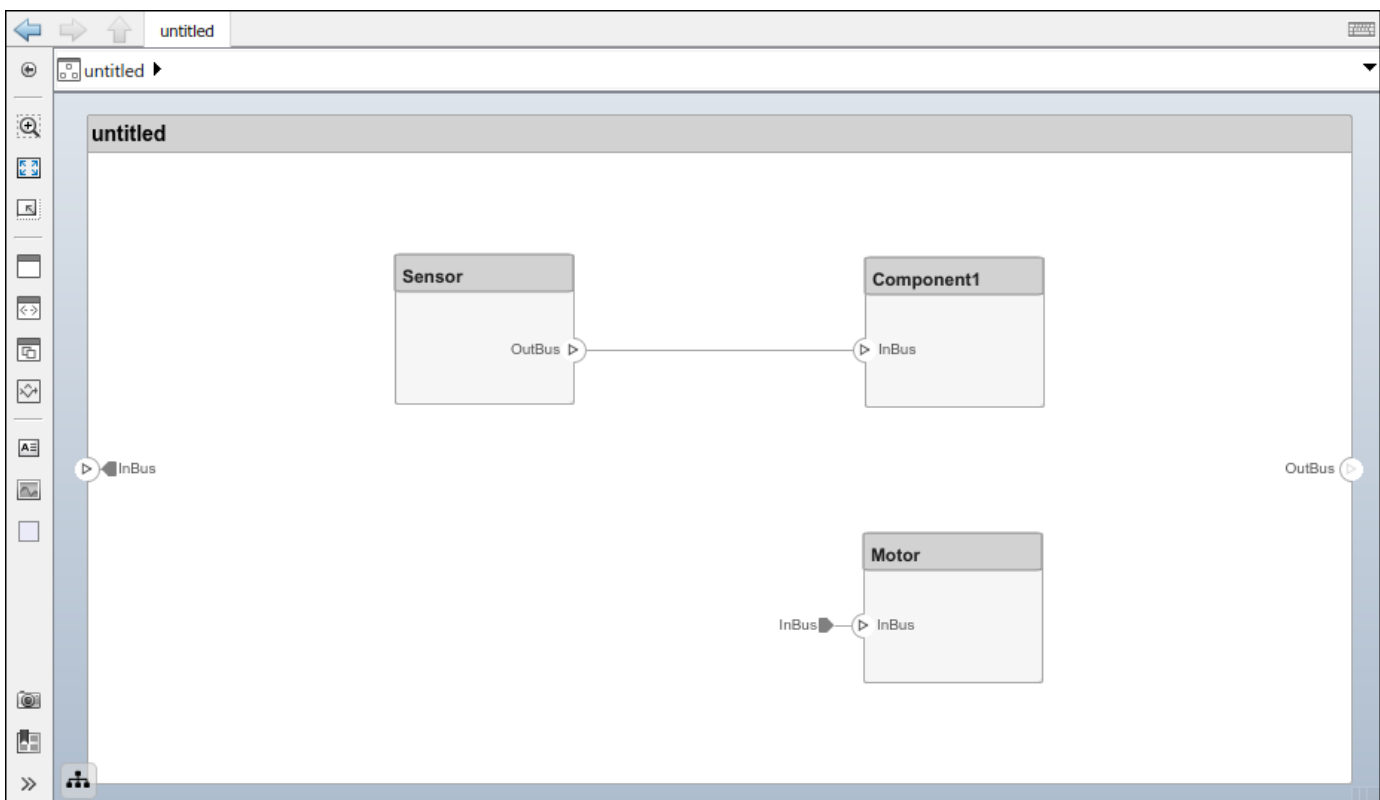 untitled
untitled
untitled
Sensor
Component1
OutBus
InBus
InBus
OutBus
Motor
InBus
InBus